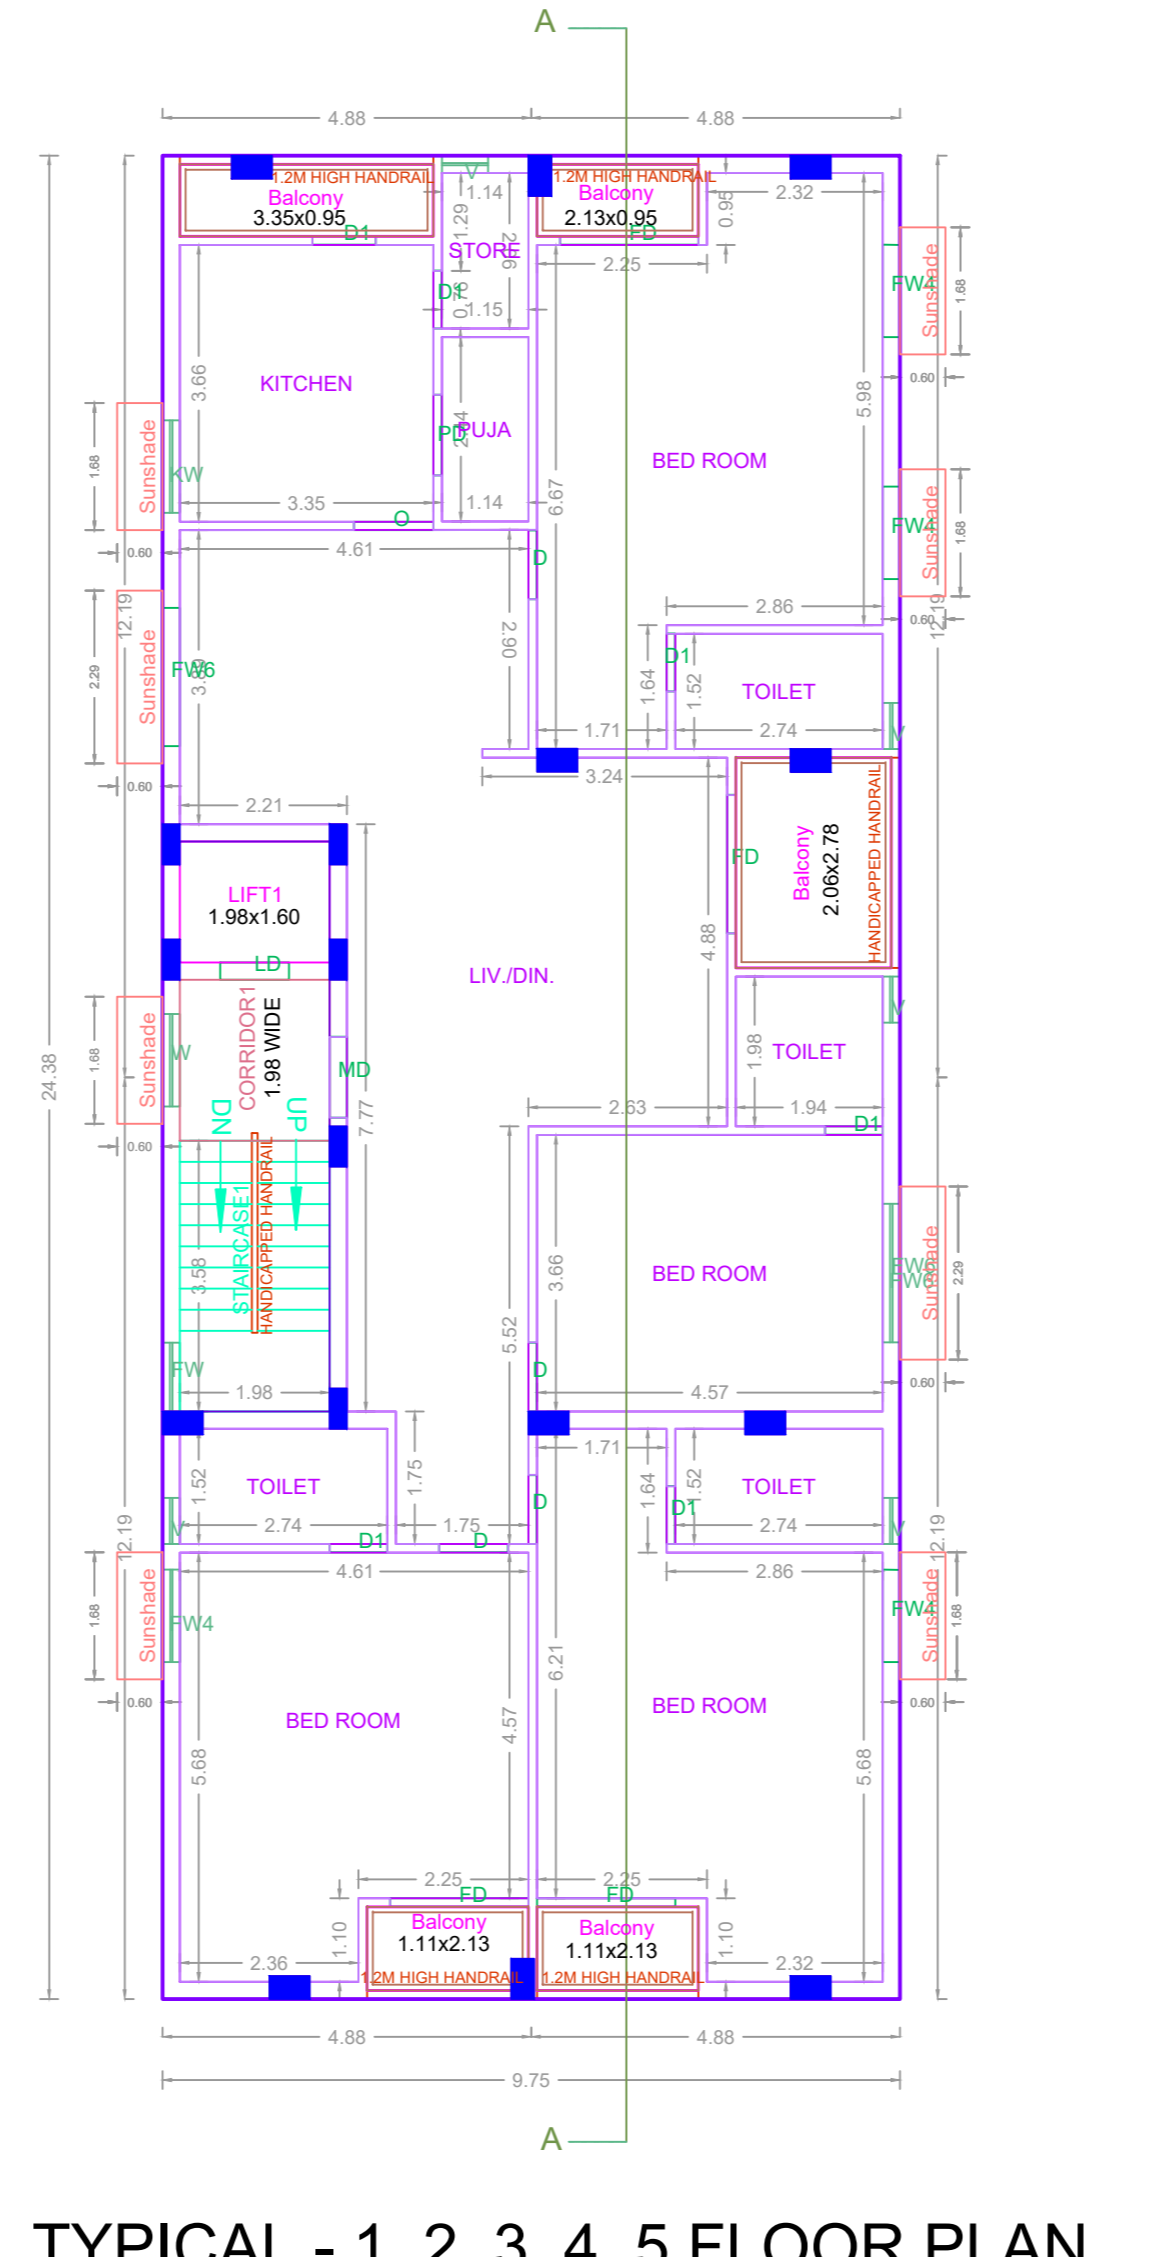 A
4.88
4.88
1.2M HIGH HANDRAIL
Balcony
3.35x0.95
D1
V
1.14
1.29
STORE
D1
0.76
1.15
1.2M HIGH HANDRAIL
Balcony
2.13x0.95
FD
2.25
0.95
2.32
FW4
Sunshade
1.68
0.60
KITCHEN
3.66
PD
PUJA
1.14
BED ROOM
5.98
6.67
Sunshade
1.68
KW
0.60
3.35
O
4.61
D
FW4
Sunshade
1.68
0.60
12.19
12.19
2.86
2.90
Sunshade
2.29
FW6
0.60
D1
1.64
1.52
TOILET
1.71
2.74
V
3.24
2.21
LIFT1
1.98x1.60
LD
FD
Balcony
2.06x2.78
HANDICAPPED HANDRAIL
4.88
LIV./DIN.
24.38
Sunshade
1.68
W
0.60
CORRIDOR1
1.98 WIDE
MD
7.77
V
1.98
TOILET
2.63
1.94
D1
DN
UP
STAIRCASE1
HANDICAPPED HANDRAIL
3.58
FW
1.98
5.52
3.66
BED ROOM
D
4.57
FW6
Sunshade
2.29
0.60
1.52
TOILET
V
2.74
D1
1.75
1.75
D
D
1.71
1.64
D1
1.52
TOILET
2.74
V
12.19
12.19
4.61
2.86
Sunshade
1.68
FW4
0.60
FW4
Sunshade
1.68
0.60
BED ROOM
5.68
4.57
6.21
BED ROOM
5.68
2.25
FD
2.25
FD
1.10
Balcony
1.11x2.13
1.2M HIGH HANDRAIL
Balcony
1.11x2.13
1.2M HIGH HANDRAIL
1.10
2.36
2.32
4.88
4.88
9.75
A
TYPICAL - 1, 2, 3, 4, 5 FLOOR PLAN